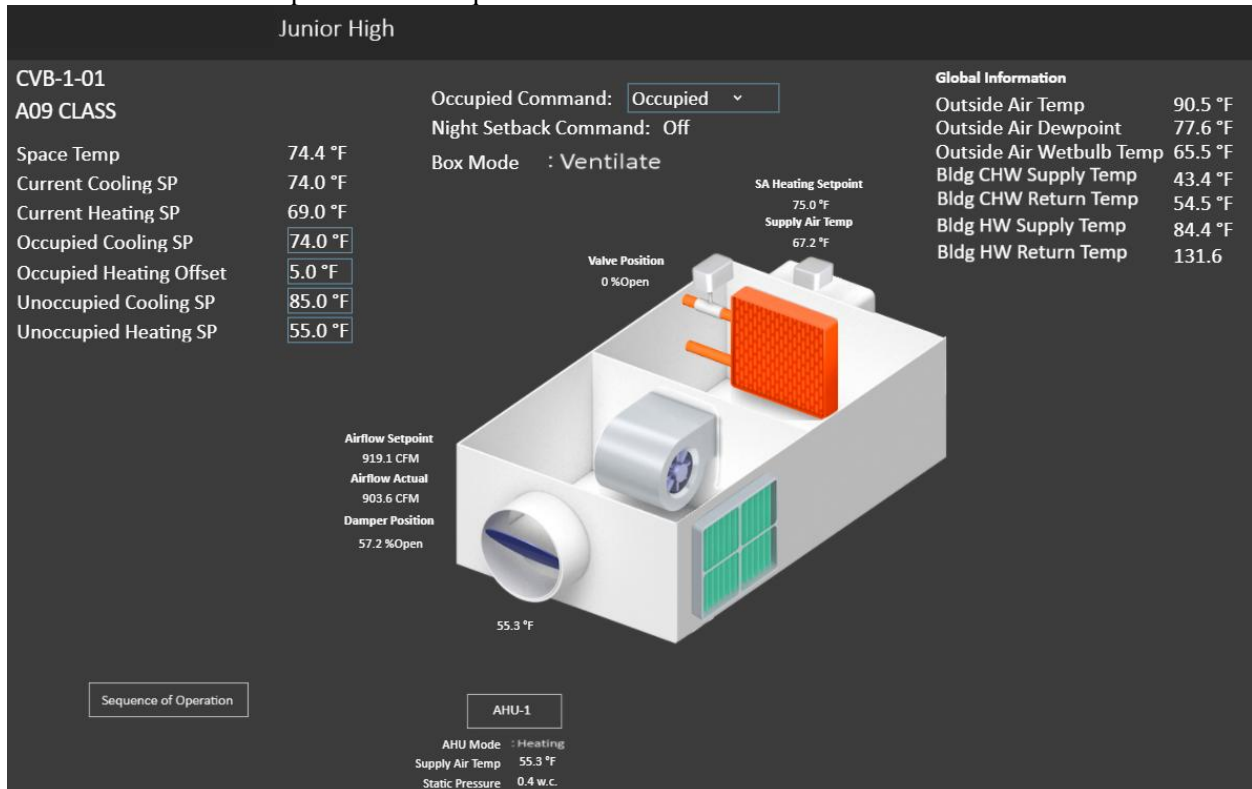 Junior High
CVB-1-01
A09 CLASS
Space Temp 74.4 °F
Current Cooling SP 74.0 °F
Current Heating SP 69.0 °F
Occupied Cooling SP 74.0 °F
Occupied Heating Offset 5.0 °F
Unoccupied Cooling SP 85.0 °F
Unoccupied Heating SP 55.0 °F
Occupied Command: Occupied
Night Setback Command: Off
Box Mode : Ventilate
Global Information
Outside Air Temp 90.5 °F
Outside Air Dewpoint 77.6 °F
Outside Air Wetbulb Temp 65.5 °F
Bldg CHW Supply Temp 43.4 °F
Bldg CHW Return Temp 54.5 °F
Bldg HW Supply Temp 84.4 °F
Bldg HW Return Temp 131.6
SA Heating Setpoint
75.0 °F
Supply Air Temp
67.2 °F
Valve Position
0 %Open
Airflow Setpoint
919.1 CFM
Airflow Actual
903.6 CFM
Damper Position
57.2 %Open
55.3 °F
Sequence of Operation
AHU-1
AHU Mode : Heating
Supply Air Temp 55.3 °F
Static Pressure 0.4 w.c.